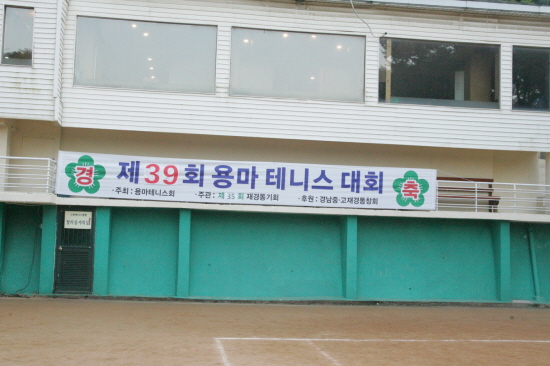 경 제39회 용마 테니스 대회 축
·주최 : 용마테니스회 ·주관 : 제 35회 재경동기회 ·후원 : 경남중·고재경동창회